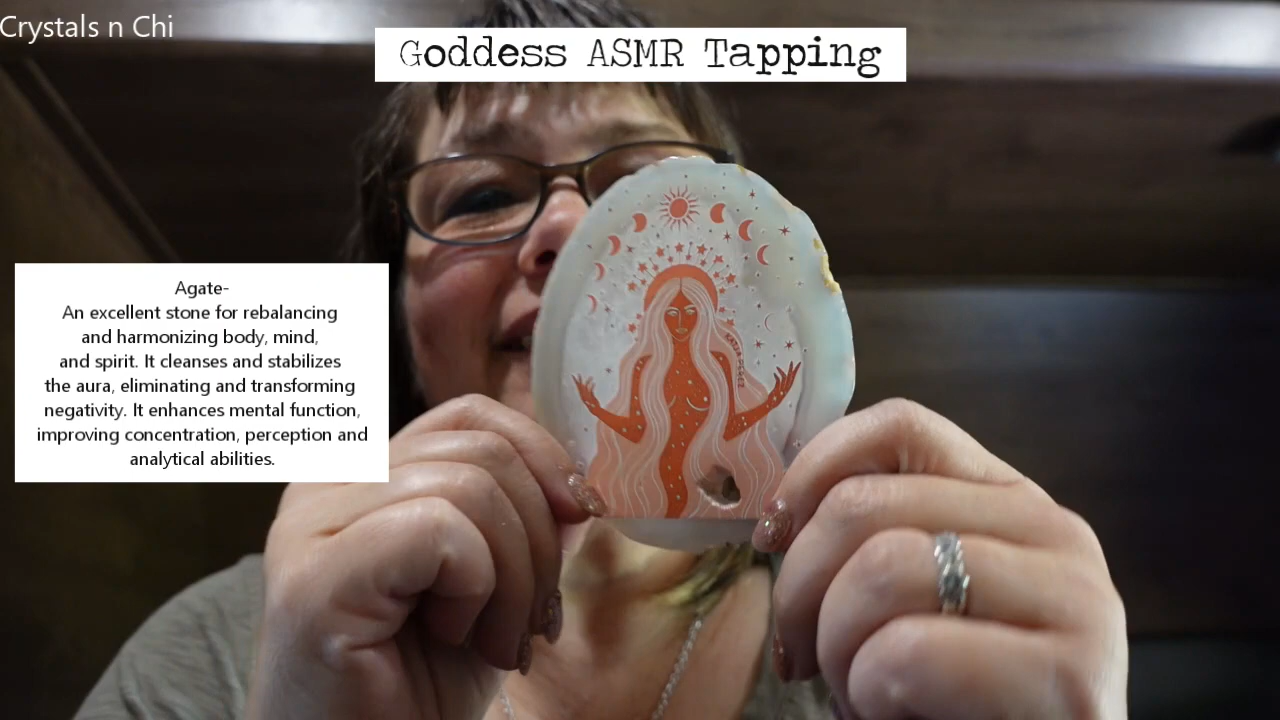 Crystals n Chi
Goddess ASMR Tapping
Agate-
An excellent stone for rebalancing
and harmonizing body, mind,
and spirit. It cleanses and stabilizes
the aura, eliminating and transforming
negativity. It enhances mental function,
improving concentration, perception and
analytical abilities.